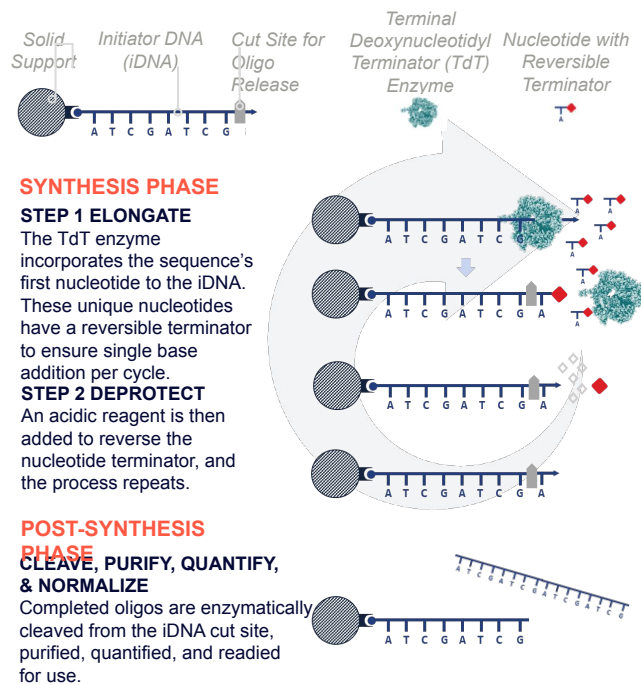 Solid
Support
Initiator DNA
(iDNA)
Cut Site for
Oligo
Release
Terminal
Deoxynucleotidyl
Terminator (TdT)
Enzyme
Nucleotide with
Reversible
Terminator
A T C G A T C G
A
SYNTHESIS PHASE
STEP 1 ELONGATE
The TdT enzyme
incorporates the sequence's
first nucleotide to the iDNA.
These unique nucleotides
have a reversible terminator
to ensure single base
addition per cycle.
STEP 2 DEPROTECT
An acidic reagent is then
added to reverse the
nucleotide terminator, and
the process repeats.
A T C G A T C G
A
A
A
A
A
A
A
A T C G A T C G A
A T C G A T C G A
A T C G A T C G A
POST-SYNTHESIS
PHASE
CLEAVE, PURIFY, QUANTIFY,
& NORMALIZE
Completed oligos are enzymatically
cleaved from the iDNA cut site,
purified, quantified, and readied
for use.
A T C G A T C G A T C G A T C G
A T C G A T C G